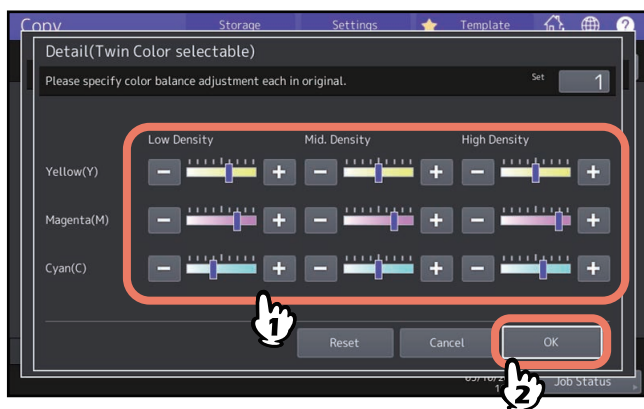 Copy Storage Settings Template ?
Detail(Twin Color selectable)
Please specify color balance adjustment each in original. Set 1
Low Density Mid. Density High Density
Yellow(Y) − + − + − +
Magenta(M) − + − + − +
Cyan(C) − + − + − +
1
Reset Cancel OK
2
Job Status